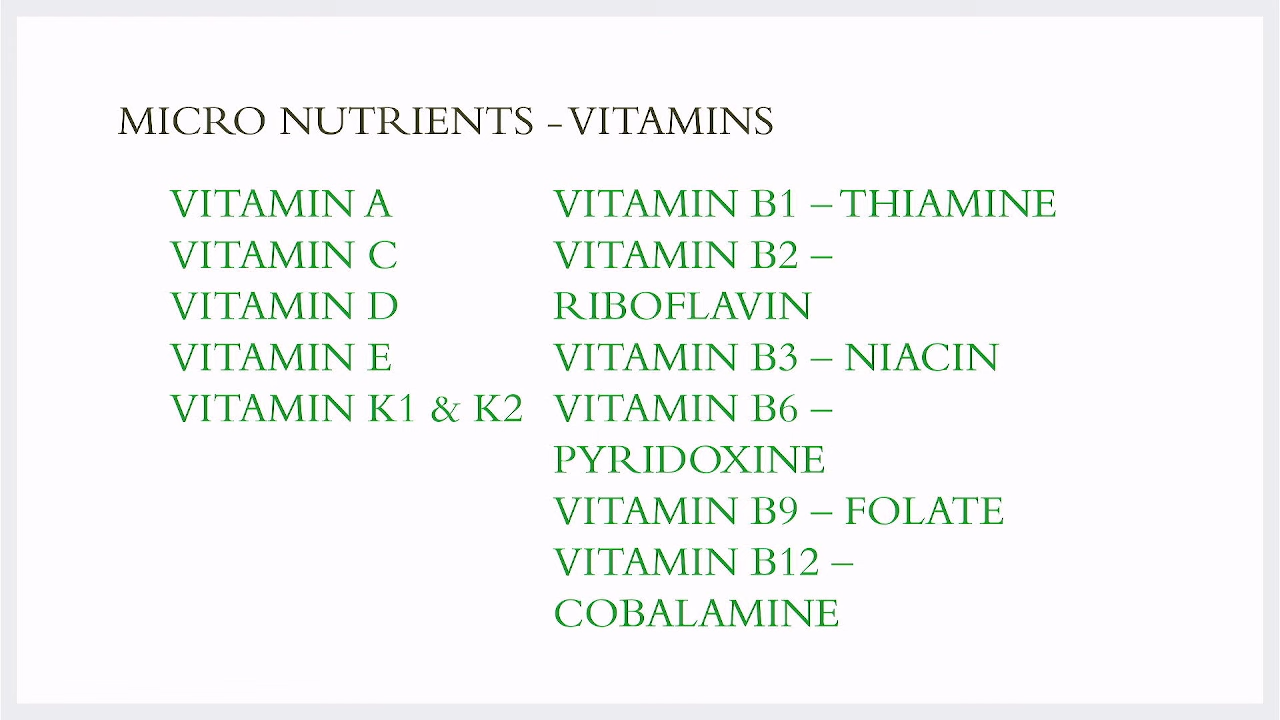 MICRO NUTRIENTS - VITAMINS
VITAMIN A
VITAMIN C
VITAMIN D
VITAMIN E
VITAMIN K1 & K2
VITAMIN B1 – THIAMINE
VITAMIN B2 –
RIBOFLAVIN
VITAMIN B3 – NIACIN
VITAMIN B6 –
PYRIDOXINE
VITAMIN B9 – FOLATE
VITAMIN B12 –
COBALAMINE